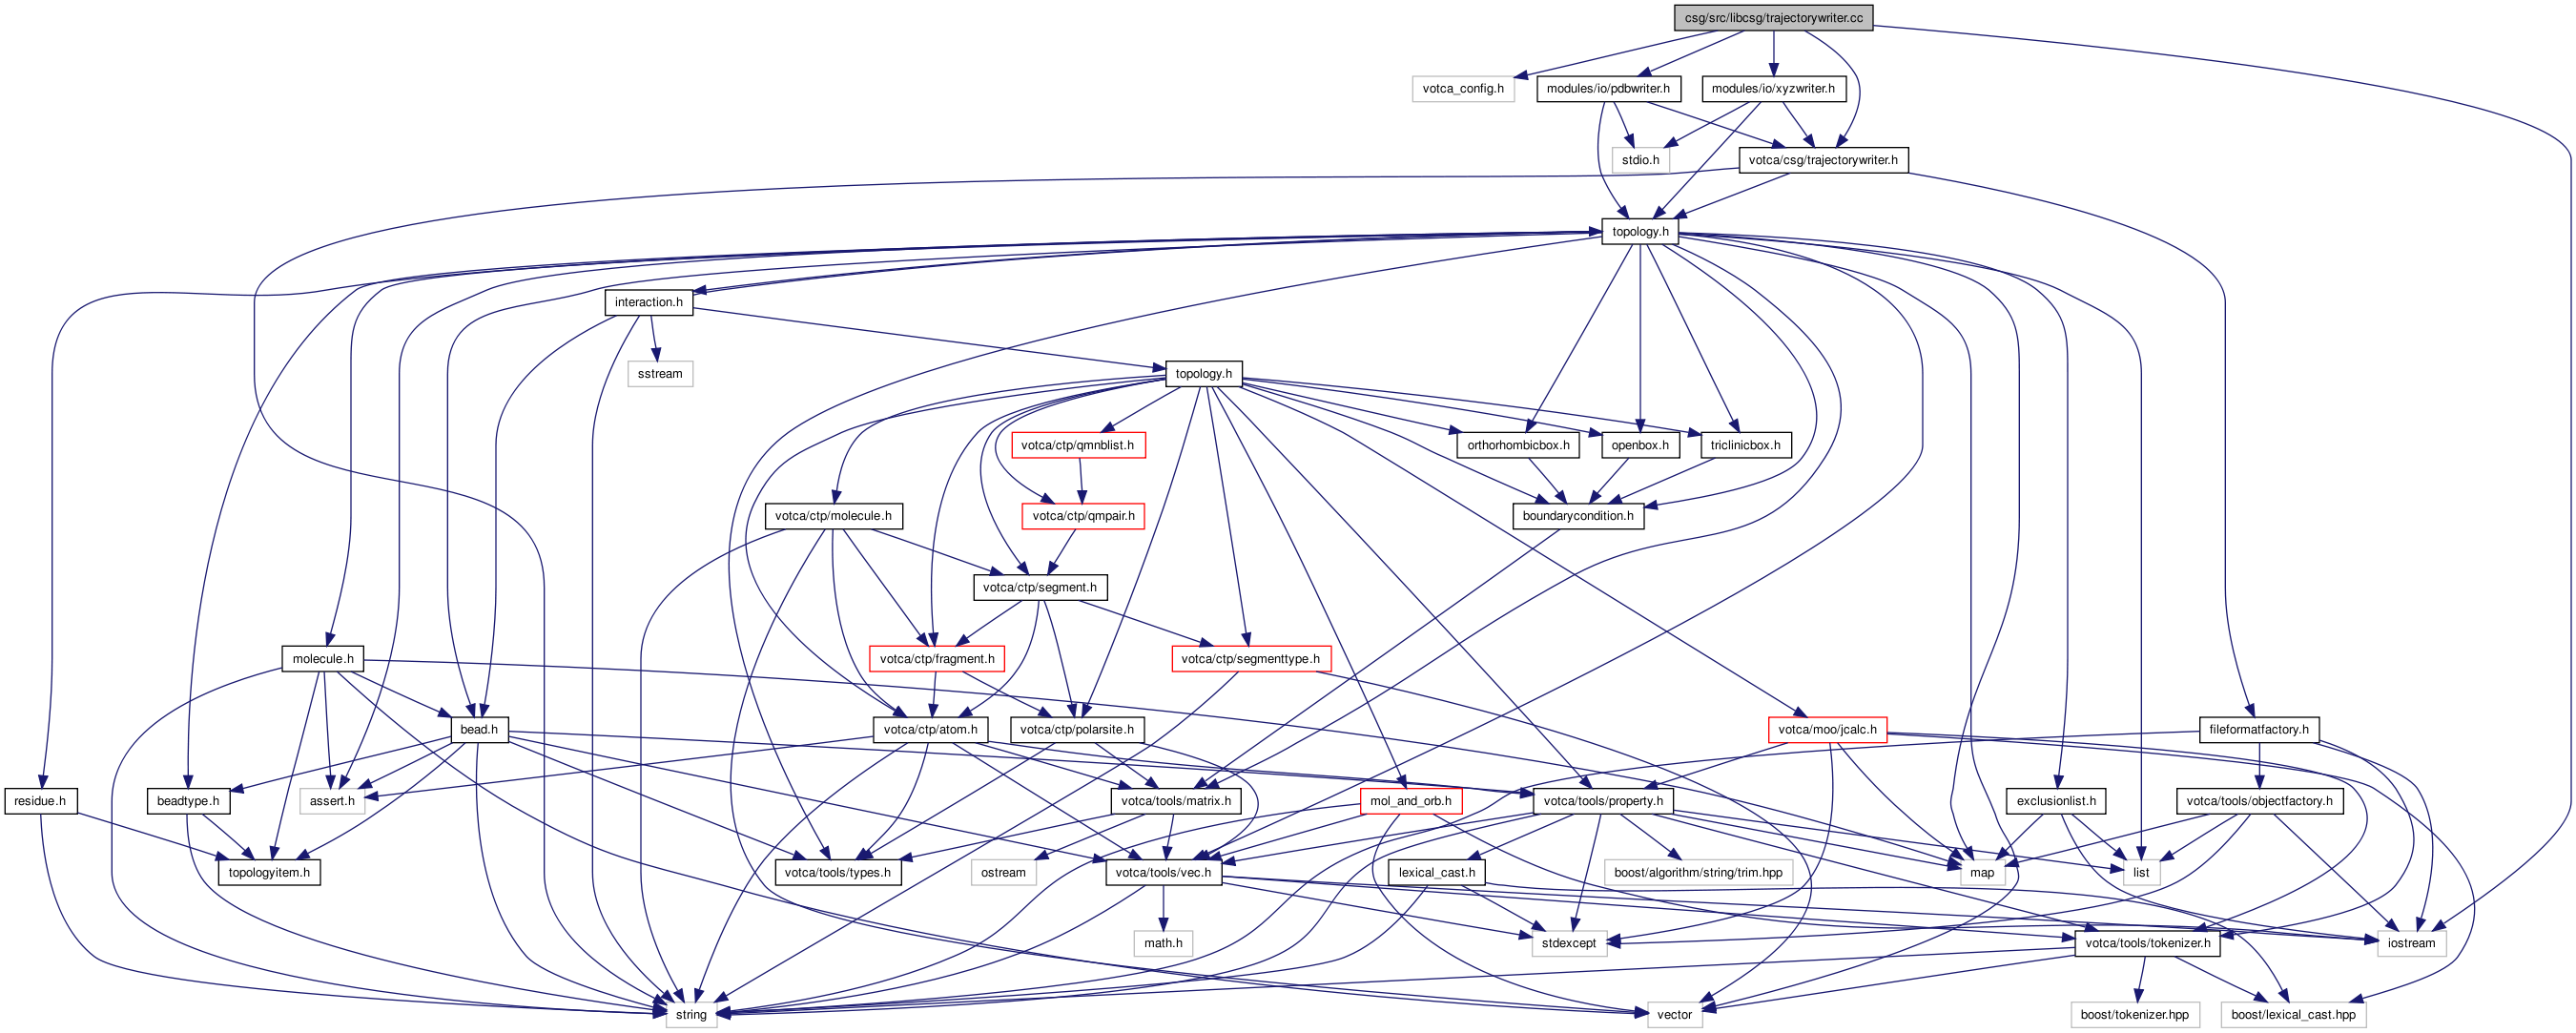 csg/src/libcsg/trajectorywriter.cc
votca_config.h
modules/io/pdbwriter.h
modules/io/xyzwriter.h
stdio.h
votca/csg/trajectorywriter.h
topology.h
interaction.h
sstream
topology.h
votca/ctp/qmnblist.h
orthorhombicbox.h
openbox.h
triclinicbox.h
votca/ctp/molecule.h
votca/ctp/qmpair.h
boundarycondition.h
votca/ctp/segment.h
molecule.h
votca/ctp/fragment.h
votca/ctp/segmenttype.h
bead.h
votca/ctp/atom.h
votca/ctp/polarsite.h
votca/moo/jcalc.h
fileformatfactory.h
residue.h
beadtype.h
assert.h
votca/tools/matrix.h
mol_and_orb.h
votca/tools/property.h
exclusionlist.h
votca/tools/objectfactory.h
topologyitem.h
votca/tools/types.h
ostream
votca/tools/vec.h
lexical_cast.h
boost/algorithm/string/trim.hpp
map
list
math.h
stdexcept
votca/tools/tokenizer.h
iostream
string
vector
boost/tokenizer.hpp
boost/lexical_cast.hpp